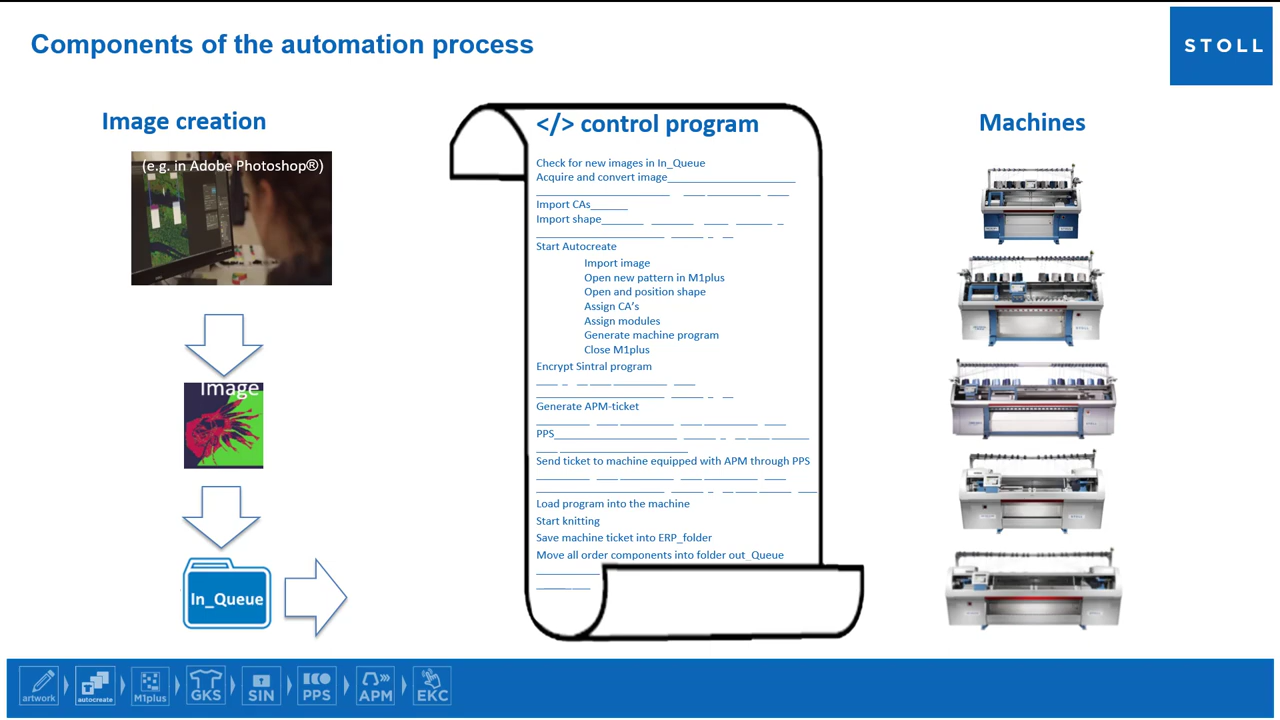 Components of the automation process
STOLL
Image creation
(e.g. in Adobe Photoshop®)
Image
In_Queue
</> control program
Check for new images in In_Queue
Acquire and convert image
Import CAs
Import shape
Start Autocreate
Import image
Open new pattern in M1plus
Open and position shape
Assign CA's
Assign modules
Generate machine program
Close M1plus
Encrypt Sintral program
Generate APM-ticket
PPS
Send ticket to machine equipped with APM through PPS
Load program into the machine
Start knitting
Save machine ticket into ERP_folder
Move all order components into folder out_Queue
Machines
artwork
autocreate
M1plus
GKS
SIN
PPS
APM
EKC